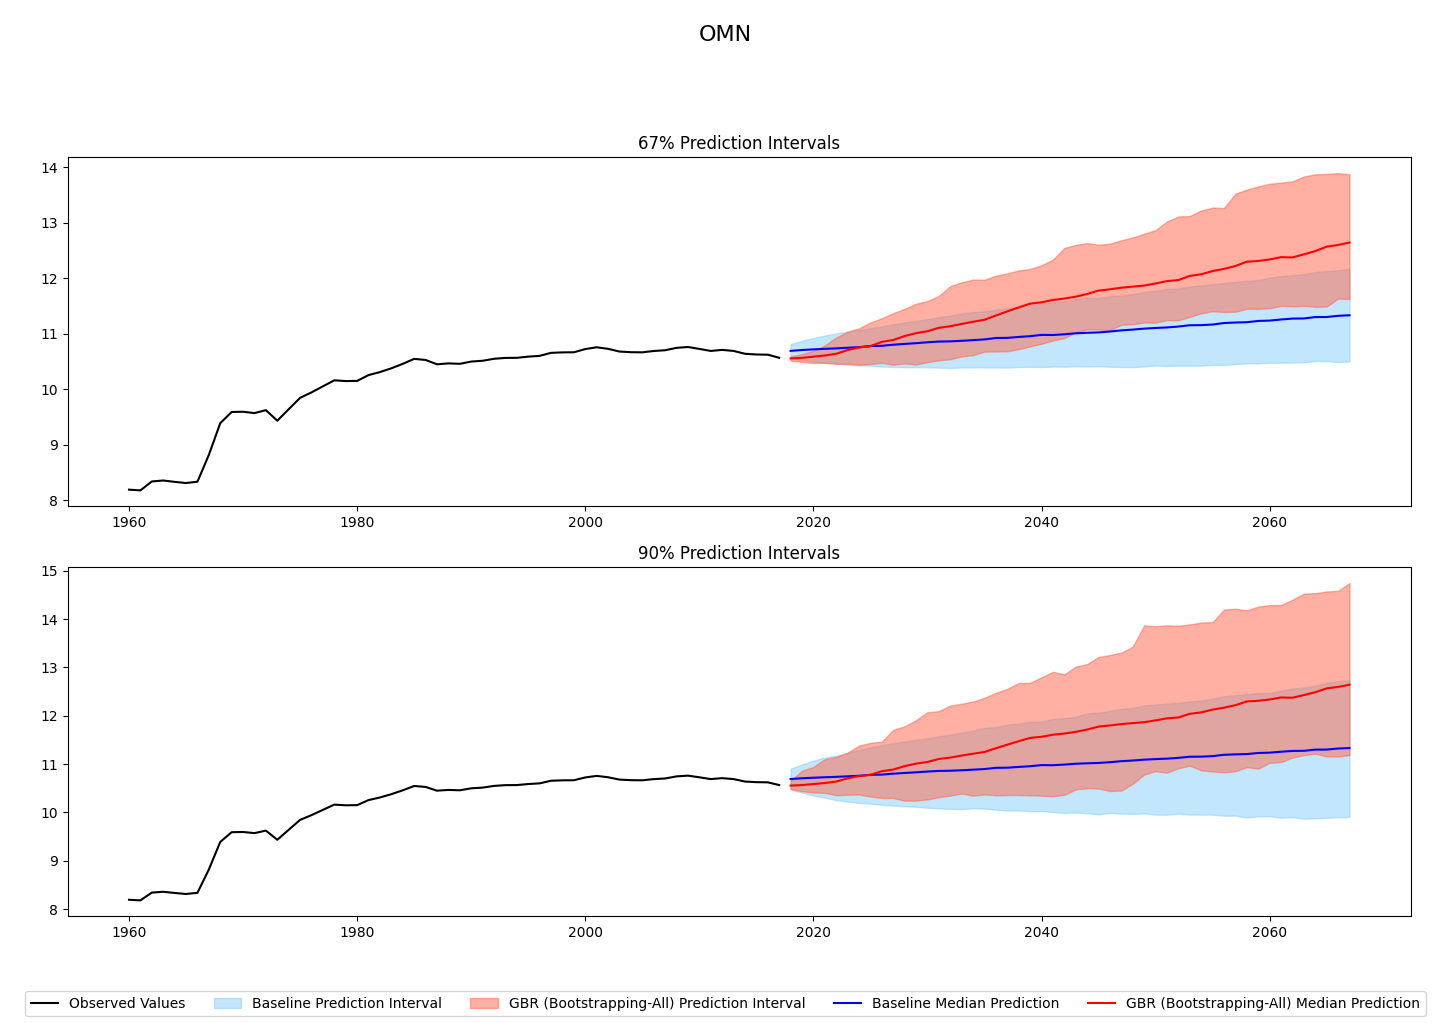 OMN
67% Prediction Intervals
14
13
12
11
10
9
8
1960 1980 2000 2020 2040 2060
90% Prediction Intervals
15
14
13
12
11
10
9
8
1960 1980 2000 2020 2040 2060
Observed Values Baseline Prediction Interval GBR (Bootstrapping-All) Prediction Interval Baseline Median Prediction GBR (Bootstrapping-All) Median Prediction